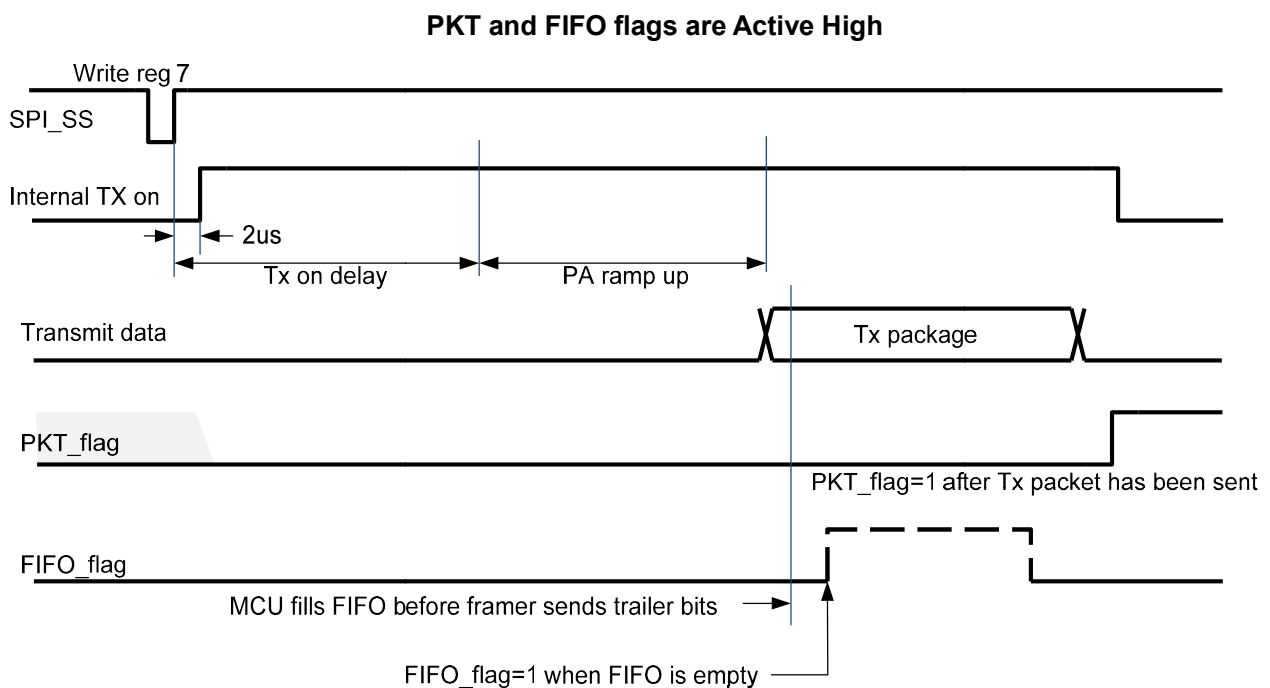 PKT and FIFO flags are Active High
Write reg 7
SPI_SS
Internal TX on
2us
Tx on delay
PA ramp up
Transmit data
Tx package
PKT_flag
PKT_flag=1 after Tx packet has been sent
FIFO_flag
MCU fills FIFO before framer sends trailer bits
FIFO_flag=1 when FIFO is empty